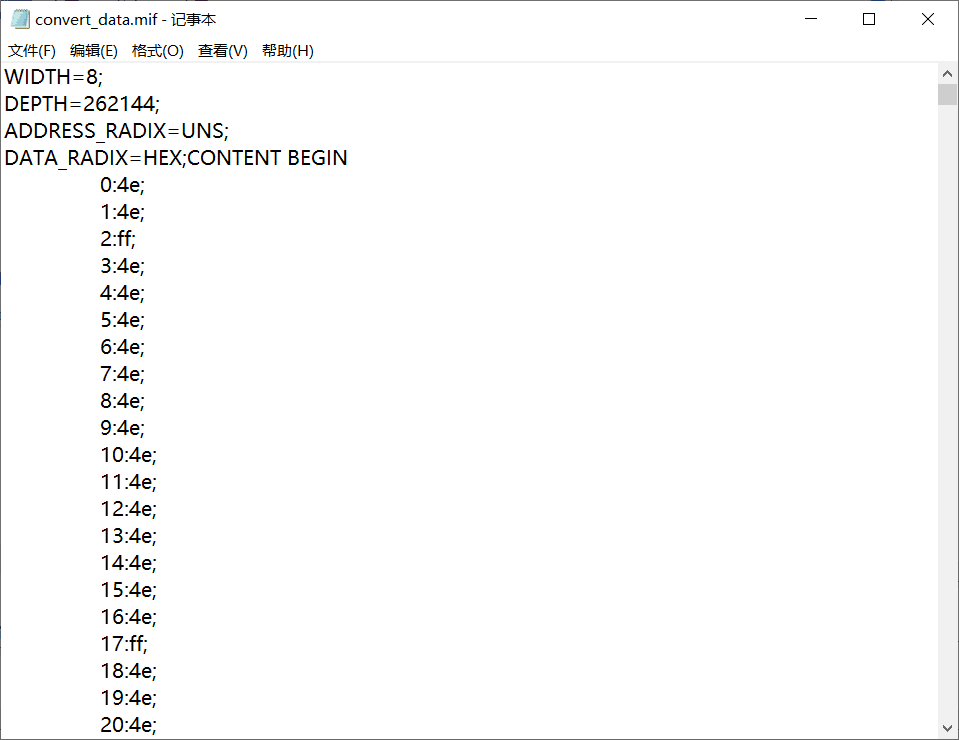 convert_data.mif - 记事本
文件(F) 编辑(E) 格式(O) 查看(V) 帮助(H)
WIDTH=8;
DEPTH=262144;
ADDRESS_RADIX=UNS;
DATA_RADIX=HEX;CONTENT BEGIN
0:4e;
1:4e;
2:ff;
3:4e;
4:4e;
5:4e;
6:4e;
7:4e;
8:4e;
9:4e;
10:4e;
11:4e;
12:4e;
13:4e;
14:4e;
15:4e;
16:4e;
17:ff;
18:4e;
19:4e;
20:4e;